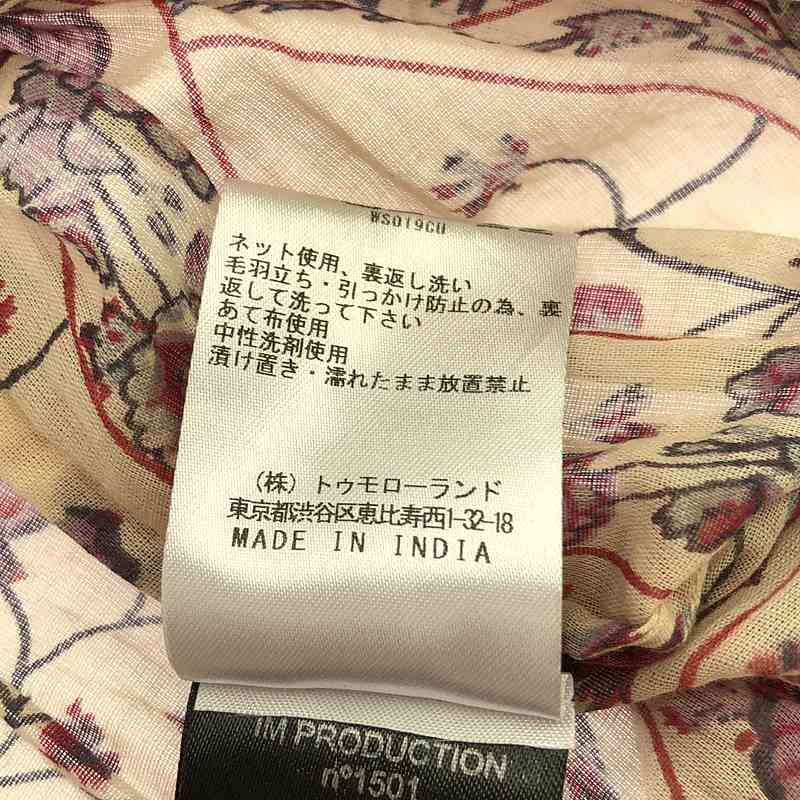 WS019CU
ネット使用、裏返し洗い
毛羽立ち・引っかけ防止の為、裏
返して洗って下さい
あて布使用
中性洗剤使用
漬け置き・濡れたまま放置禁止
(株)トゥモローランド
東京都渋谷区恵比寿西1-32-18
MADE IN INDIA
IM PRODUCTION
n°1501